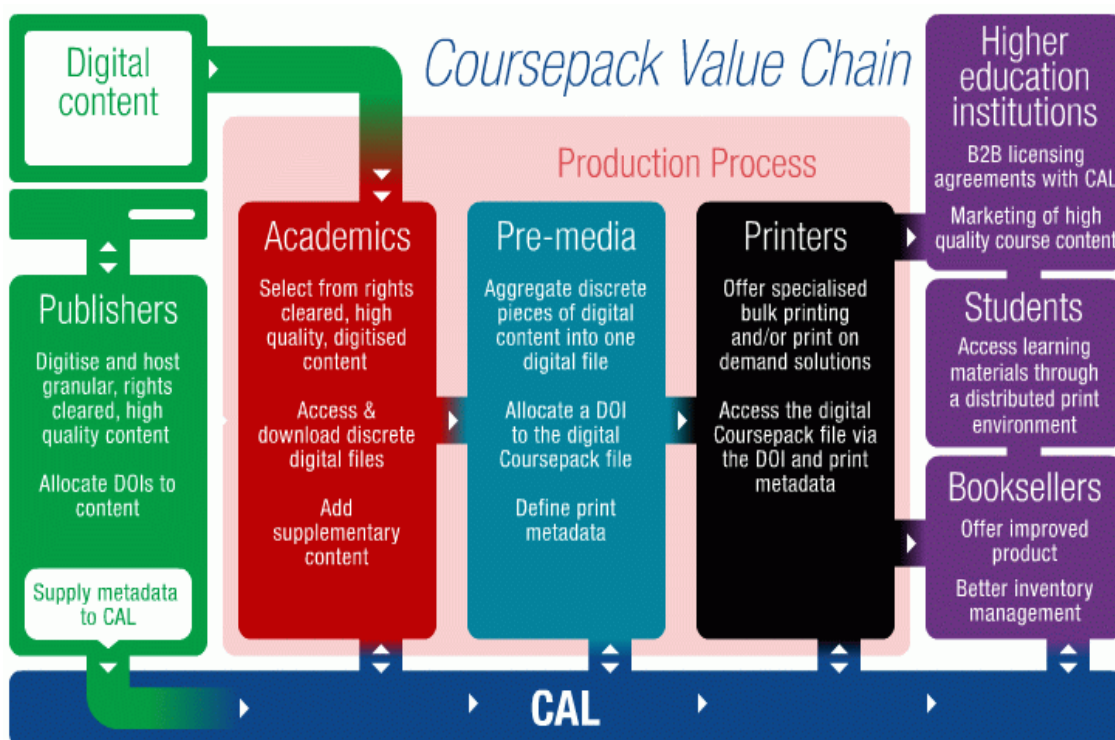 Digital
content
Coursepack Value Chain
Production Process
Publishers
Digitise and host
granular, rights
cleared, high
quality content
Allocate DOIs to
content
Supply metadata
to CAL
Academics
Select from rights
cleared, high
quality, digitised
content
Access &
download discrete
digital files
Add
supplementary
content
Pre-media
Aggregate discrete
pieces of digital
content into one
digital file
Allocate a DOI
to the digital
Coursepack file
Define print
metadata
Printers
Offer specialised
bulk printing
and/or print on
demand solutions
Access the digital
Coursepack file via
the DOI and print
metadata
Higher
education
institutions
B2B licensing
agreements with CAL
Marketing of high
quality course content
Students
Access learning
materials through
a distributed print
environment
Booksellers
Offer improved
product
Better inventory
management
CAL